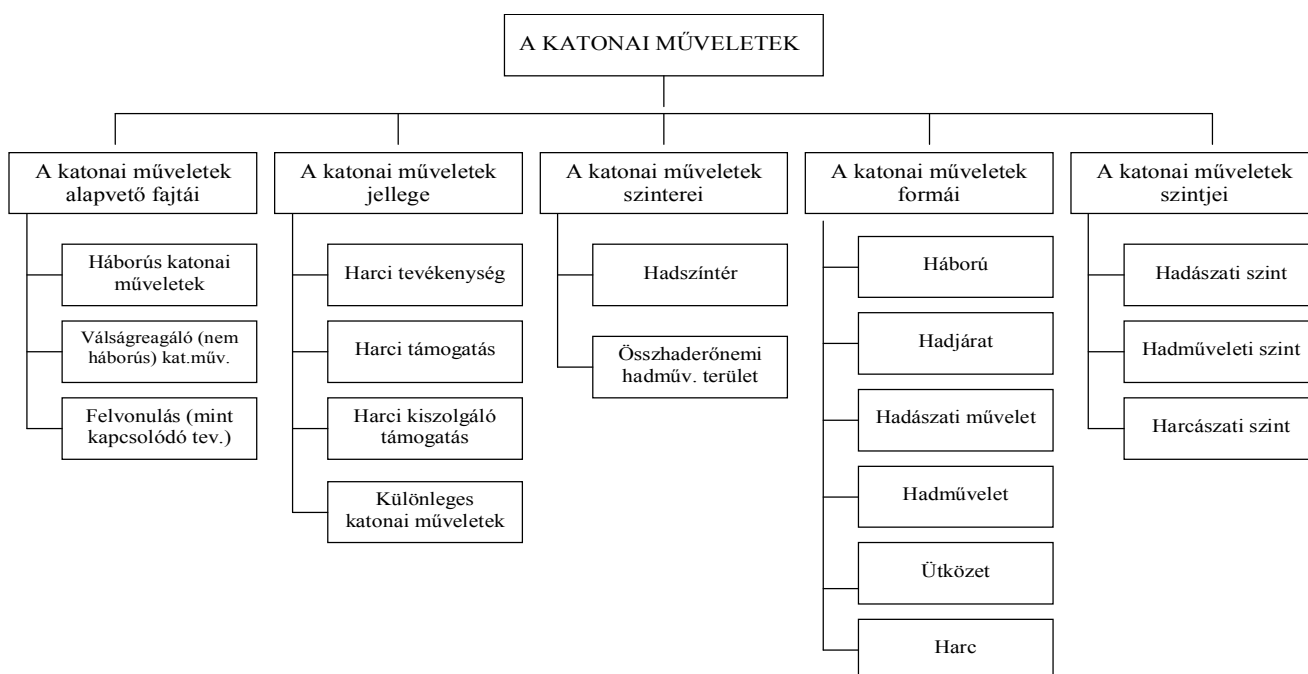 A KATONAI MŰVELETEK
A katonai műveletek
alapvető fajtái
Háborús katonai
műveletek
Válságreagáló (nem
háborús) kat.műv.
Felvonulás (mint
kapcsolódó tev.)
A katonai műveletek
jellege
Harci tevékenység
Harci támogatás
Harci kiszolgáló
támogatás
Különleges
katonai műveletek
A katonai műveletek
szinterei
Hadszíntér
Összhaderőnemi
hadműv. terület
A katonai műveletek
formái
Háború
Hadjárat
Hadászati művelet
Hadművelet
Ütközet
Harc
A katonai műveletek
szintjei
Hadászati szint
Hadműveleti szint
Harcászati szint